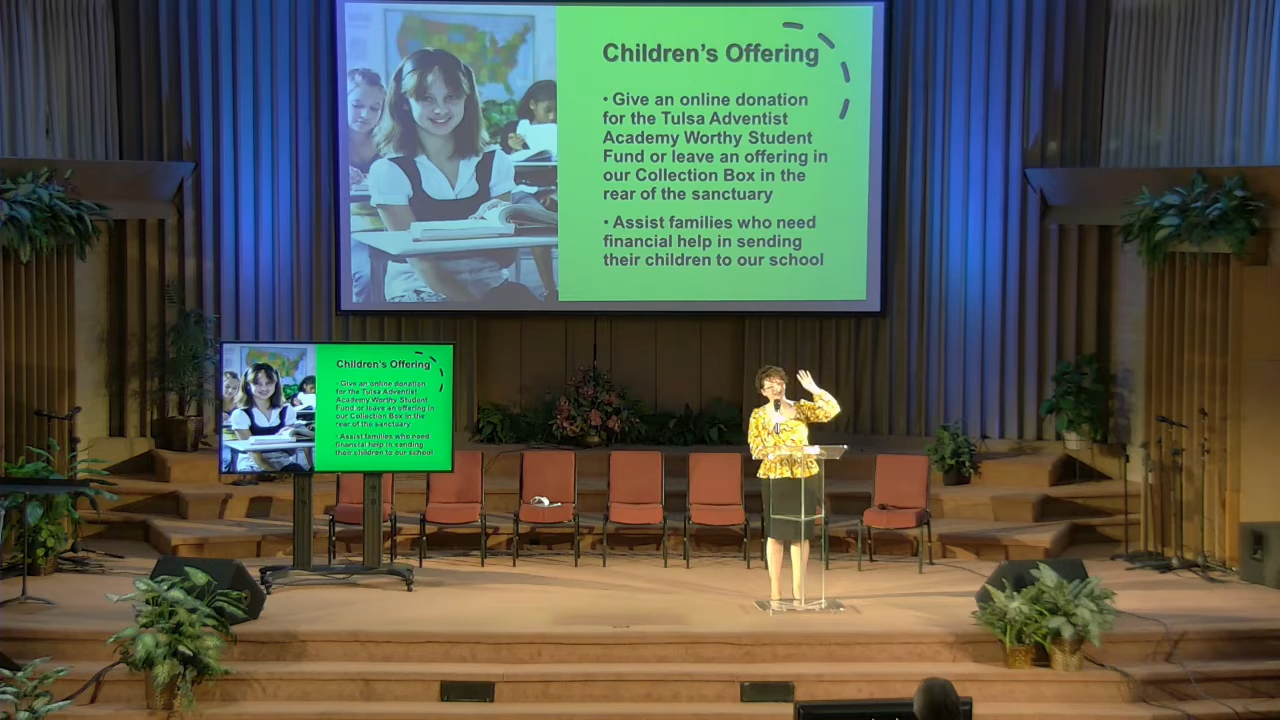 Children's Offering
• Give an online donation
for the Tulsa Adventist
Academy Worthy Student
Fund or leave an offering in
our Collection Box in the
rear of the sanctuary
• Assist families who need
financial help in sending
their children to our school
Children's Offering
• Give an online donation
for the Tulsa Adventist
Academy Worthy Student
Fund or leave an offering in
our Collection Box in the
rear of the sanctuary
• Assist families who need
financial help in sending
their children to our school